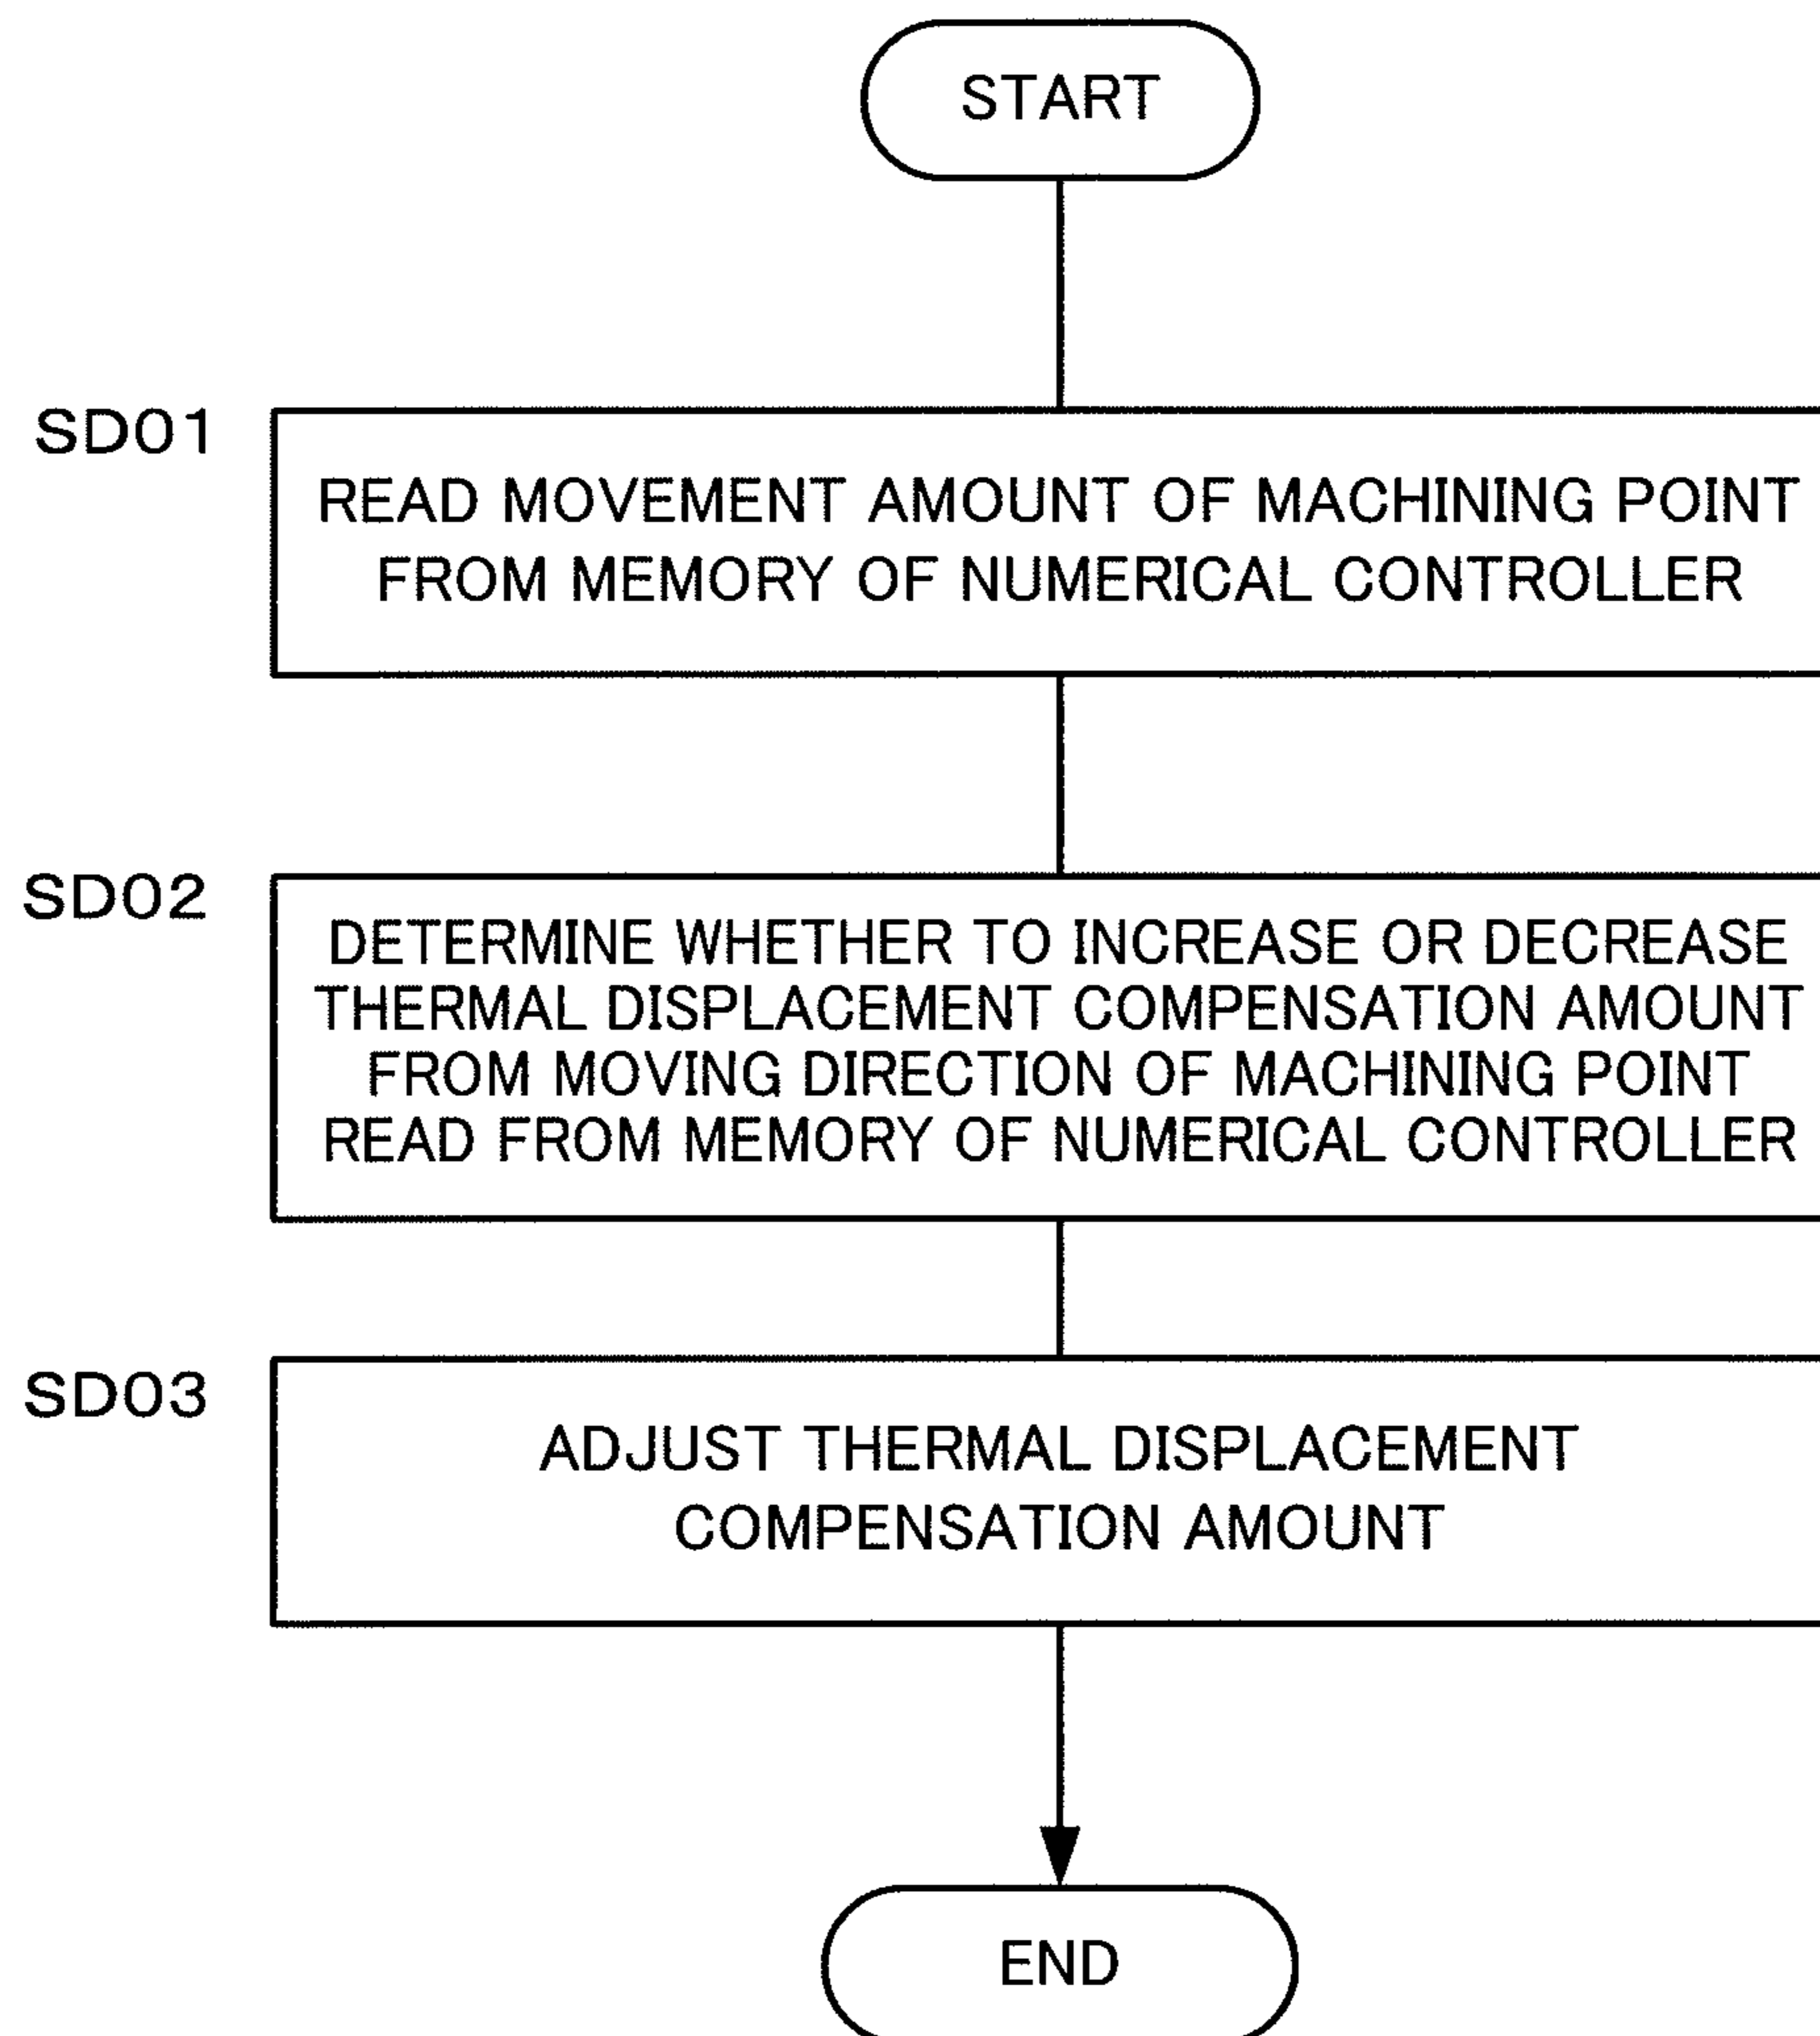 START
SD01
READ MOVEMENT AMOUNT OF MACHINING POINT
FROM MEMORY OF NUMERICAL CONTROLLER
SD02
DETERMINE WHETHER TO INCREASE OR DECREASE
THERMAL DISPLACEMENT COMPENSATION AMOUNT
FROM MOVING DIRECTION OF MACHINING POINT
READ FROM MEMORY OF NUMERICAL CONTROLLER
SD03
ADJUST THERMAL DISPLACEMENT
COMPENSATION AMOUNT
END